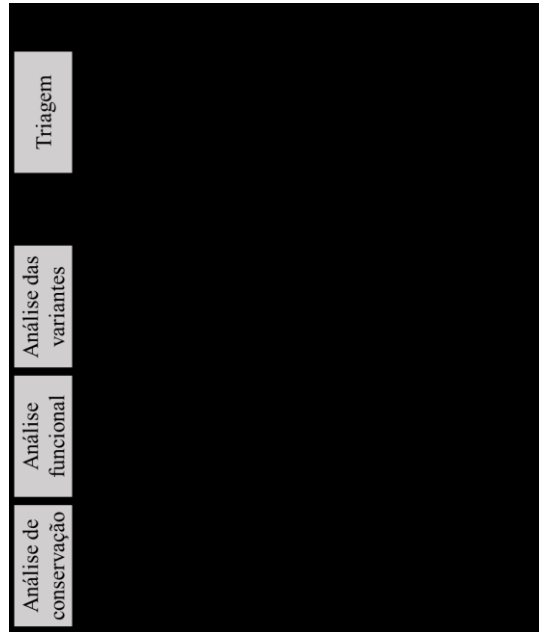 Triagem
Análise das
variantes
Análise
funcional
Análise de
conservação